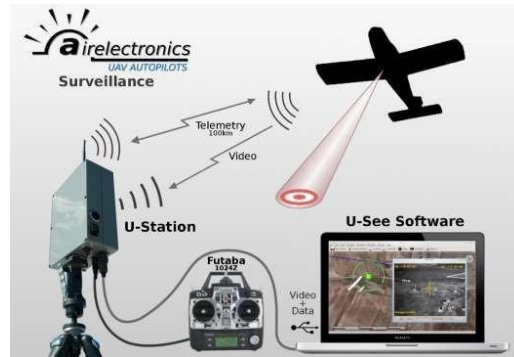 airelectronics
UAV AUTOPILOTS
Surveillance
Telemetry
100km
Video
U-Station
U-See Software
Futaba
1024Z
Video
+
Data